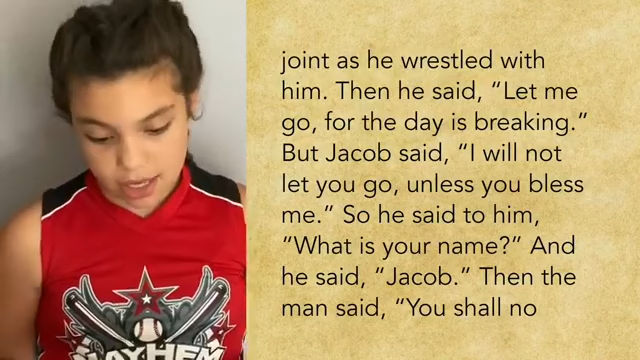 joint as he wrestled with
him. Then he said, “Let me
go, for the day is breaking.”
But Jacob said, “I will not
let you go, unless you bless
me.” So he said to him,
“What is your name?” And
he said, “Jacob.” Then the
man said, “You shall no
MAYHEM